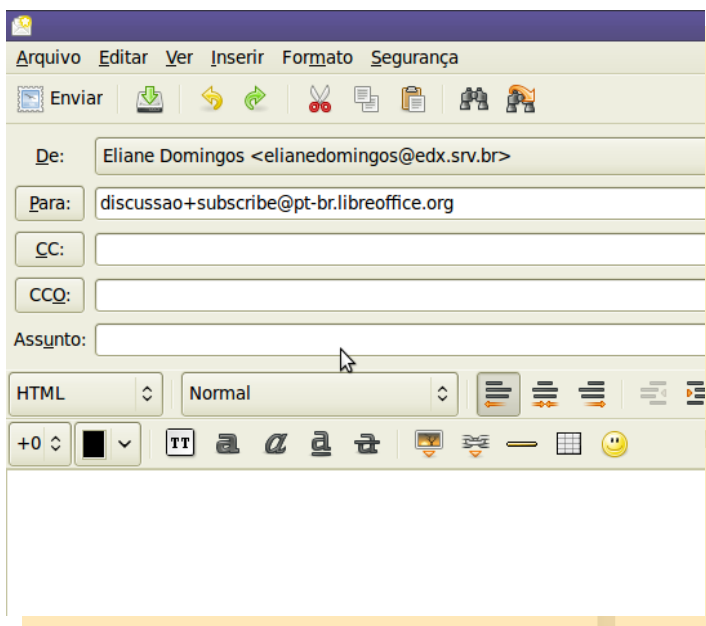 Arquivo Editar Ver Inserir Formato Segurança
Enviar
De: Eliane Domingos <elianedomingos@edx.srv.br>
Para: discussao+subscribe@pt-br.libreoffice.org
CC:
CCO:
Assunto:
HTML Normal
+0 TT a a a a